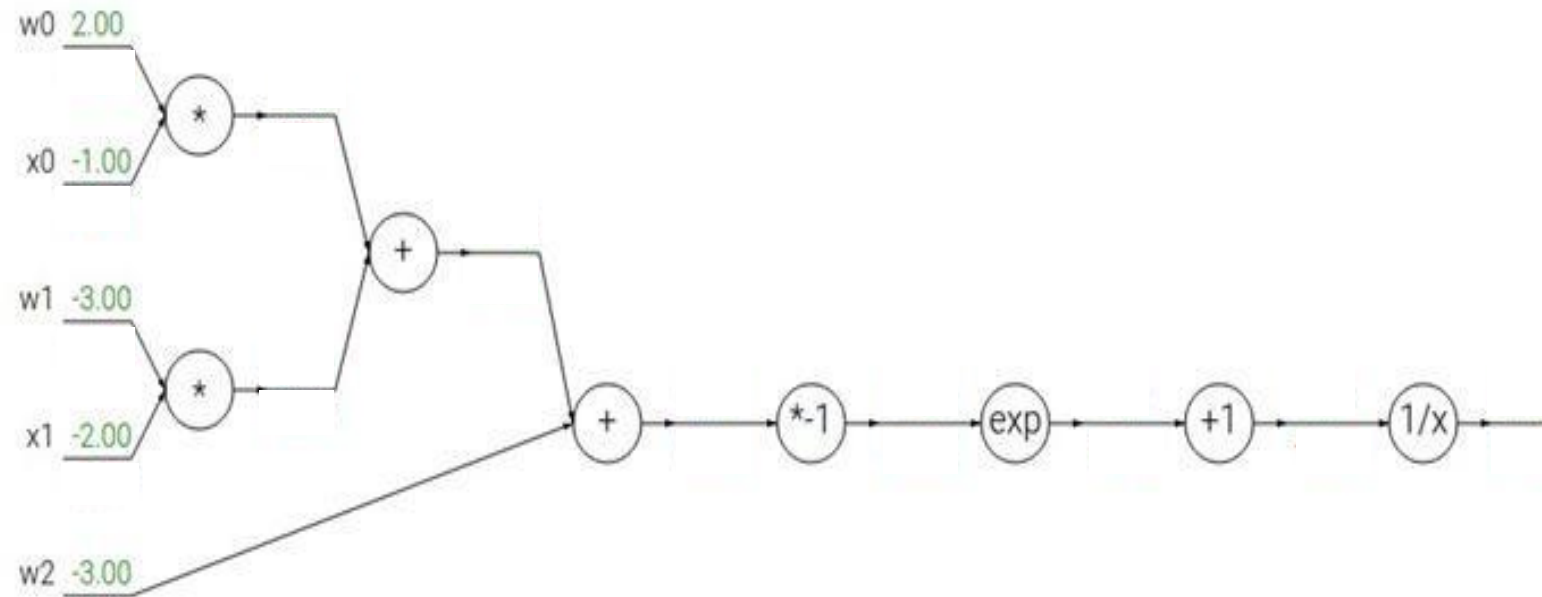 w0 2.00
*
x0 -1.00
+
w1 -3.00
*
x1 -2.00
+ *-1 exp +1 1/x
w2 -3.00